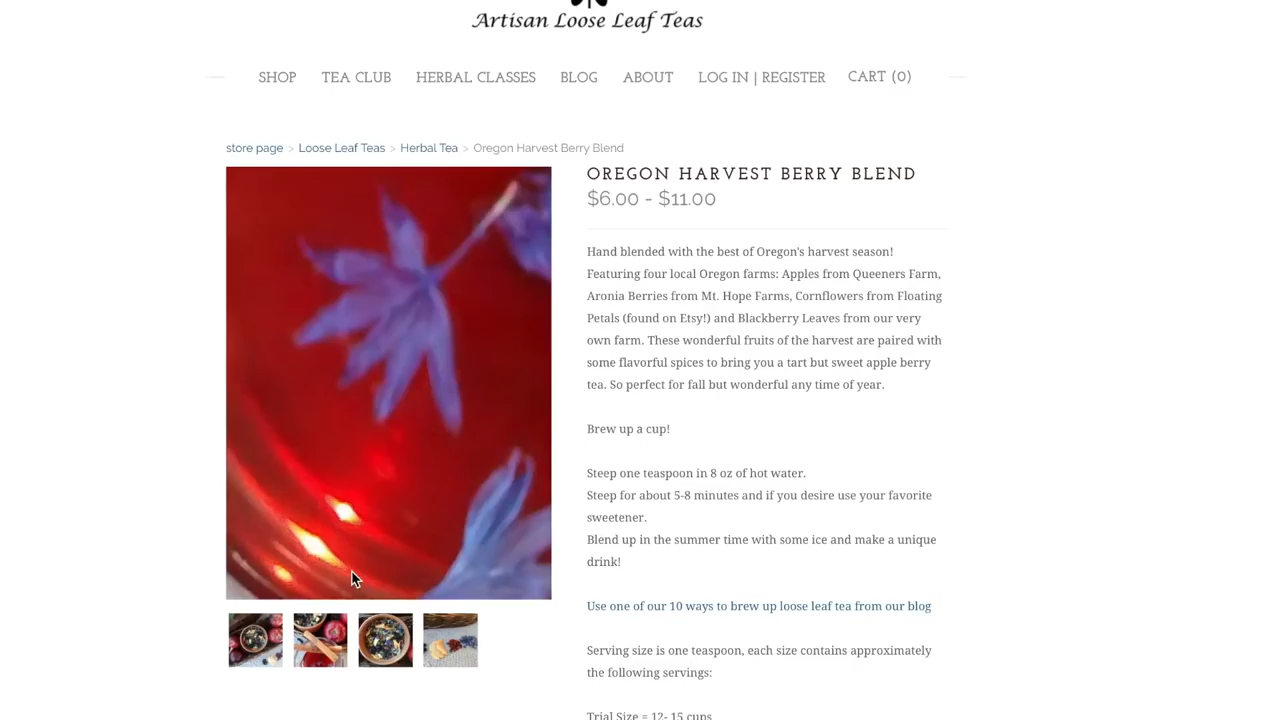 Artisan Loose Leaf Teas
SHOP TEA CLUB HERBAL CLASSES BLOG ABOUT LOG IN | REGISTER CART (0)
store page > Loose Leaf Teas > Herbal Tea > Oregon Harvest Berry Blend
OREGON HARVEST BERRY BLEND
$6.00 - $11.00
Hand blended with the best of Oregon's harvest season!
Featuring four local Oregon farms: Apples from Queeners Farm,
Aronia Berries from Mt. Hope Farms, Cornflowers from Floating
Petals (found on Etsy!) and Blackberry Leaves from our very
own farm. These wonderful fruits of the harvest are paired with
some flavorful spices to bring you a tart but sweet apple berry
tea. So perfect for fall but wonderful any time of year.
Brew up a cup!
Steep one teaspoon in 8 oz of hot water.
Steep for about 5-8 minutes and if you desire use your favorite
sweetener.
Blend up in the summer time with some ice and make a unique
drink!
Use one of our 10 ways to brew up loose leaf tea from our blog
Serving size is one teaspoon, each size contains approximately
the following servings:
Trial Size = 12- 15 cups